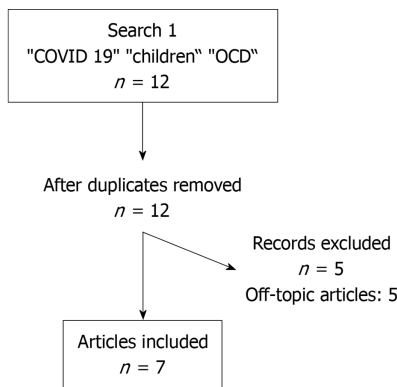 Search 1
"COVID 19" "children“ "OCD“
n = 12
After duplicates removed
n = 12
Records excluded
n = 5
Off-topic articles: 5
Articles included
n = 7